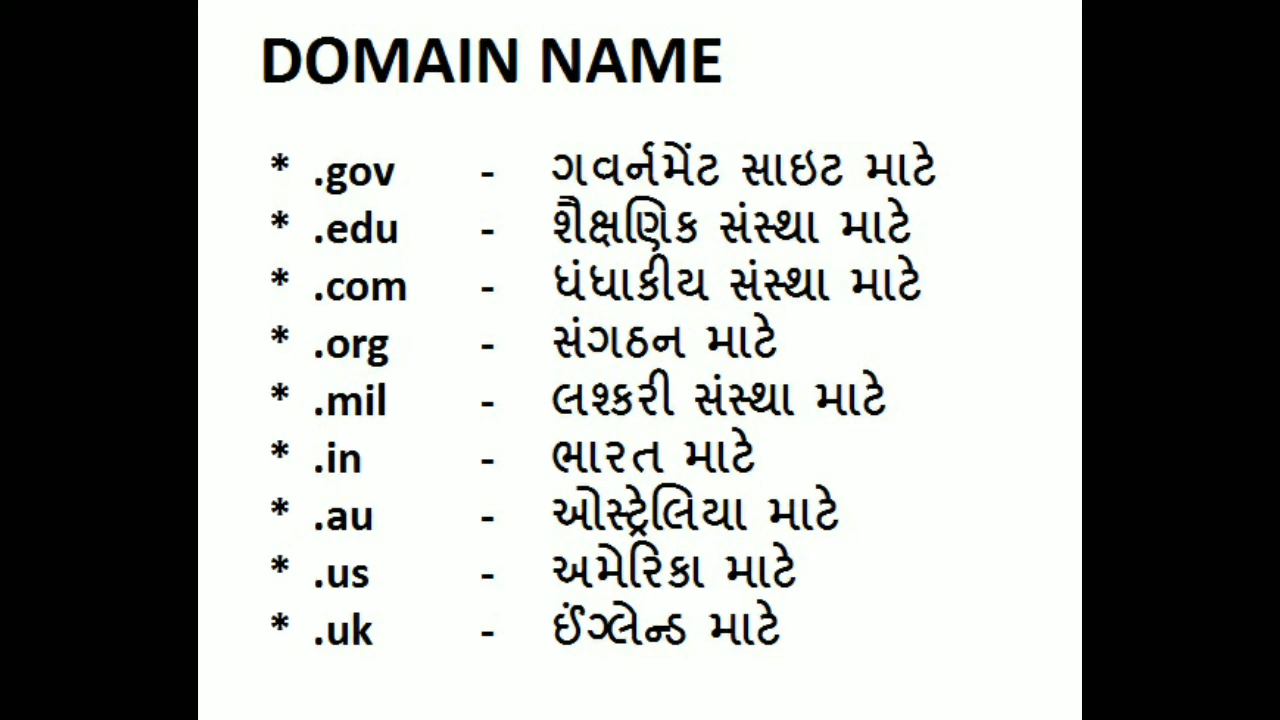 DOMAIN NAME
* .gov - ગવર્નમેંટ સાઇટ માટે
* .edu - શૈક્ષણિક સંસ્થા માટે
* .com - ધંધાકીય સંસ્થા માટે
* .org - સંગઠન માટે
* .mil - લશ્કરી સંસ્થા માટે
* .in - ભારત માટે
* .au - ઓસ્ટ્રેલિયા માટે
* .us - અમેરિકા માટે
* .uk - ઈંગ્લેન્ડ માટે